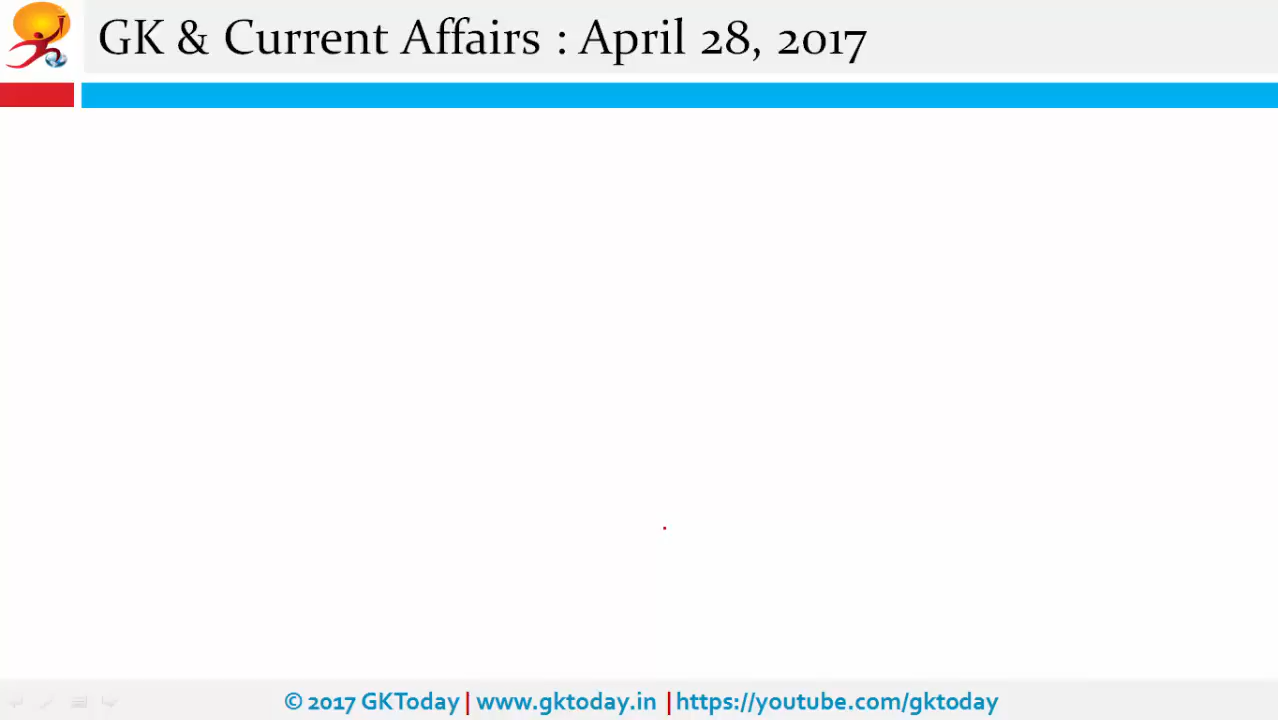 GK & Current Affairs : April 28, 2017
© 2017 GKToday | www.gktoday.in | https://youtube.com/gktoday